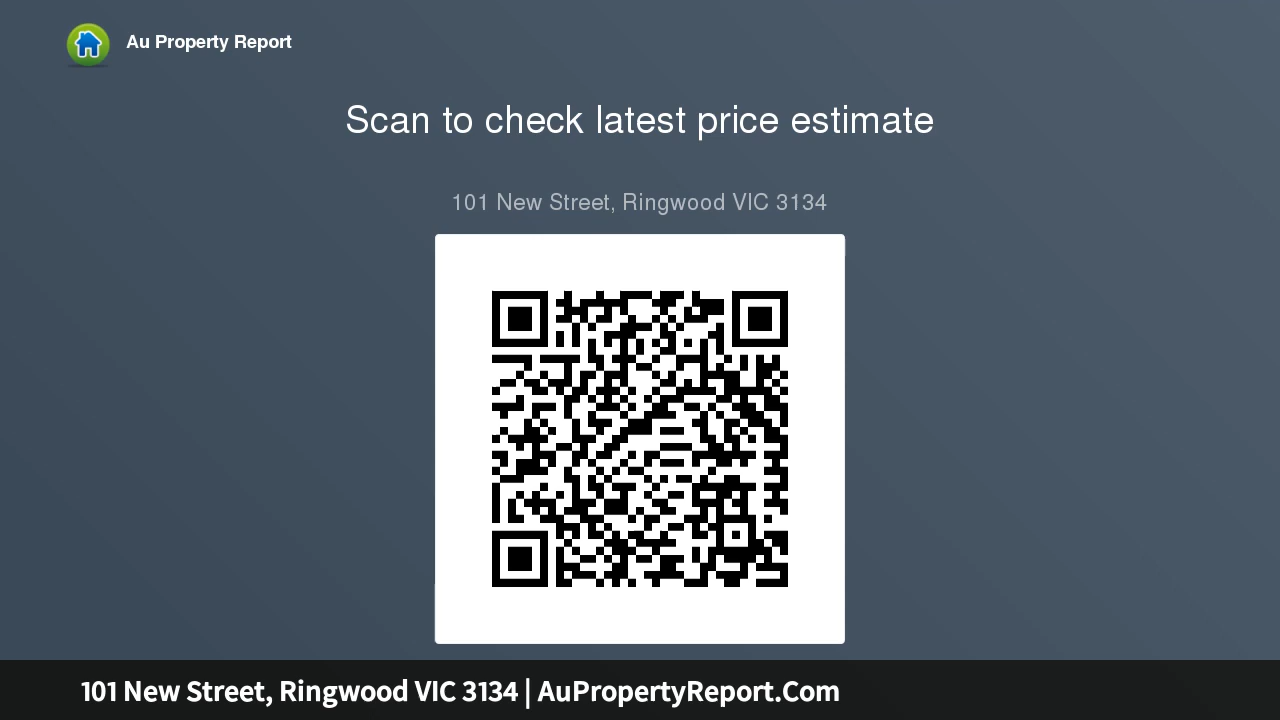 Au Property Report
Scan to check latest price estimate
101 New Street, Ringwood VIC 3134
101 New Street, Ringwood VIC 3134 | AuPropertyReport.Com